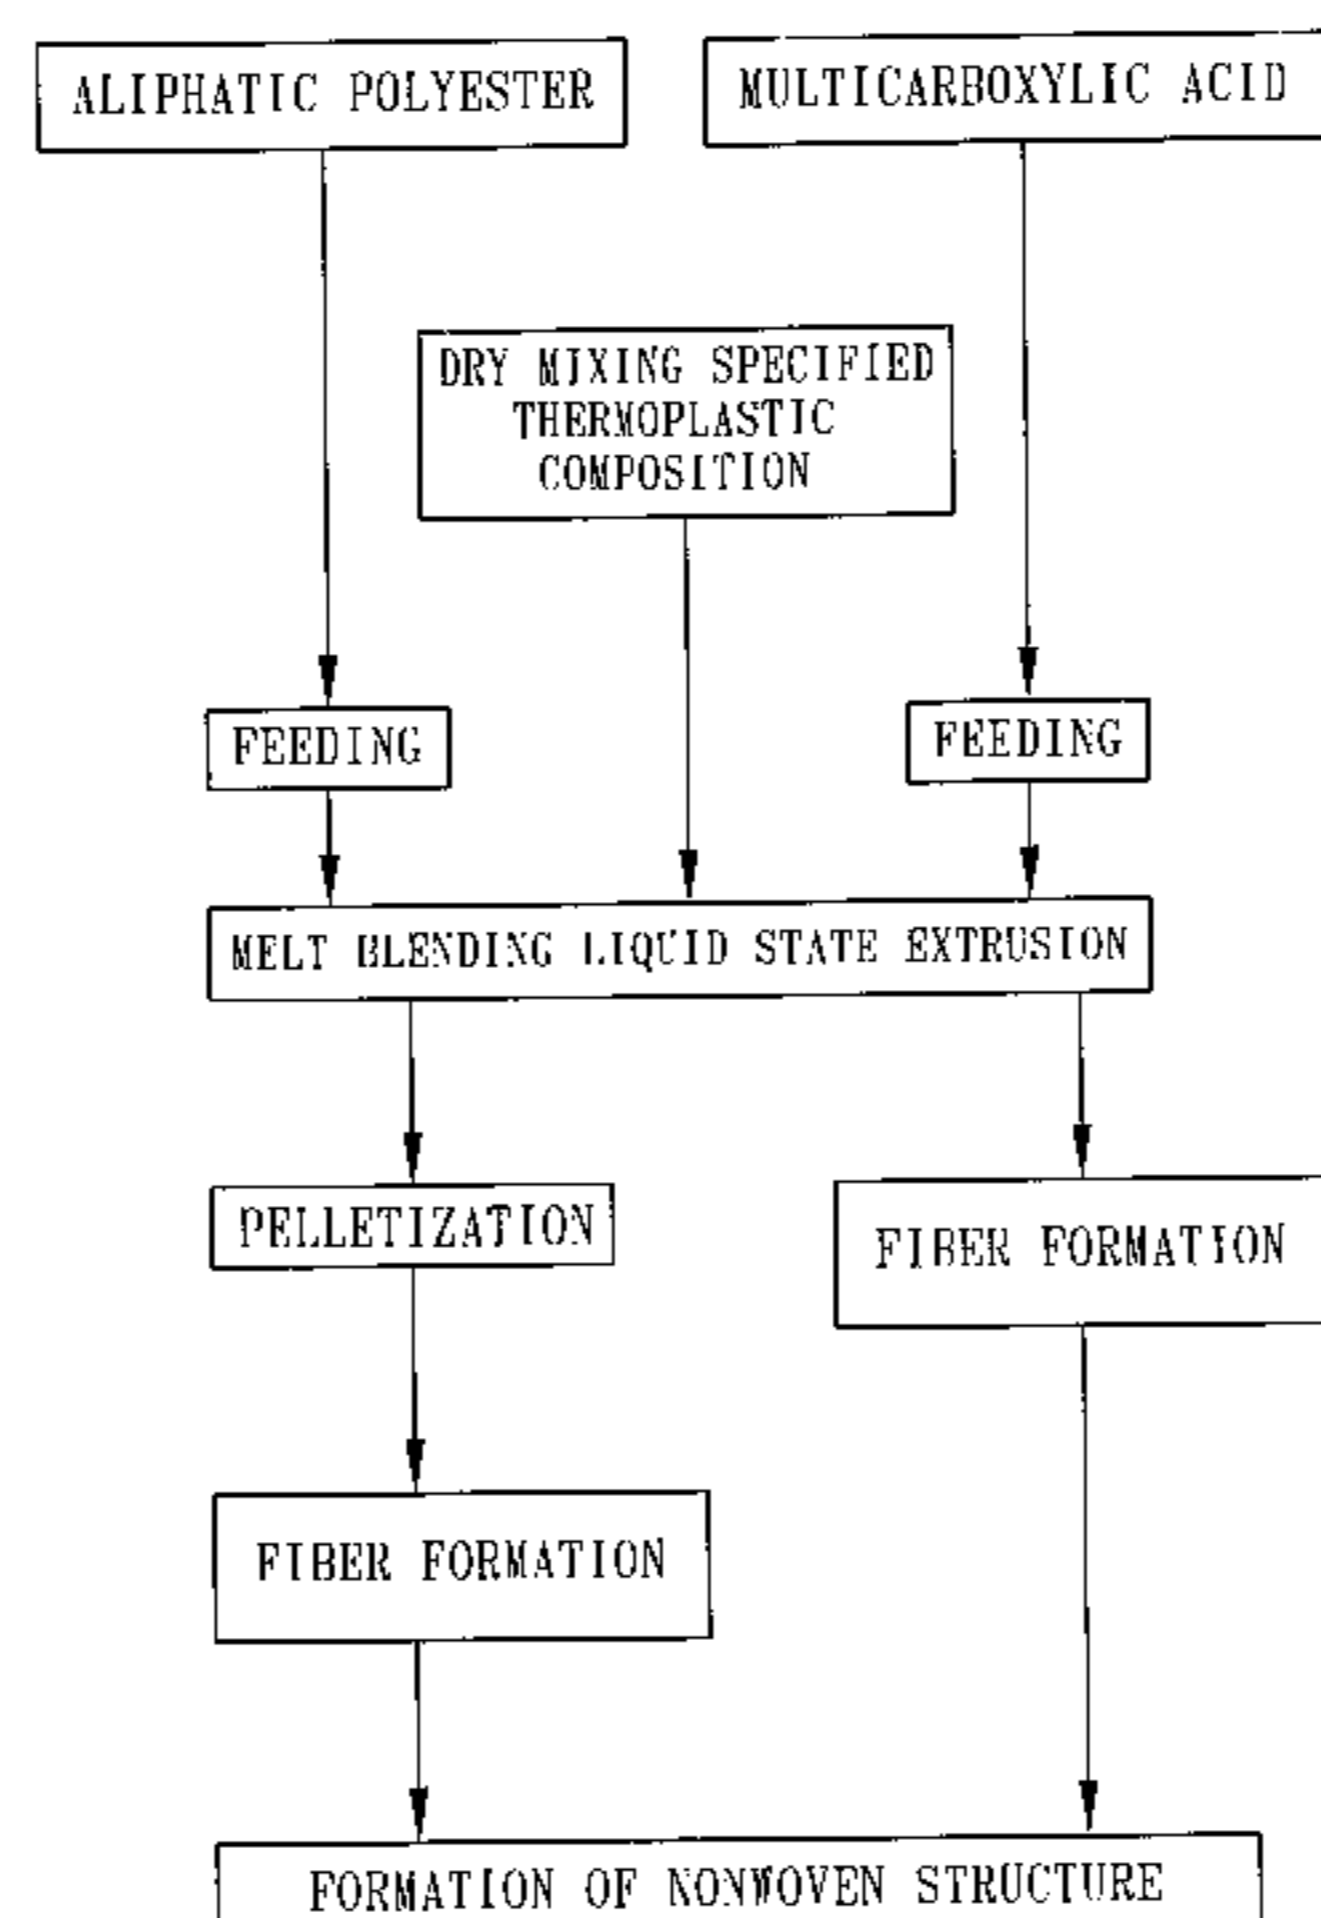 ALIPHATIC POLYESTER
MULTICARBOXYLIC ACID
DRY MIXING SPECIFIED
THERMOPLASTIC
COMPOSITION
FEEDING
FEEDING
MELT BLENDING LIQUID STATE EXTRUSION
PELLETIZATION
FIBER FORMATION
FIBER FORMATION
FORMATION OF NONWOVEN STRUCTURE